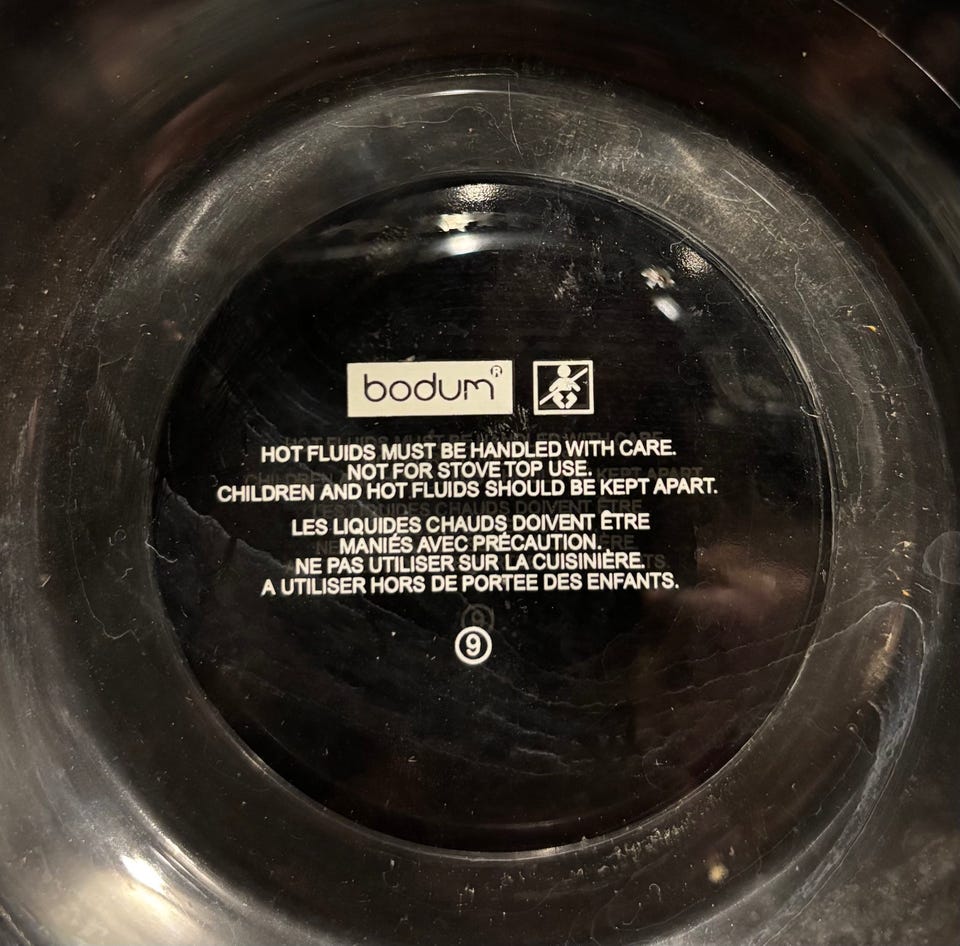 bodum®
HOT FLUIDS MUST BE HANDLED WITH CARE.
NOT FOR STOVE TOP USE.
CHILDREN AND HOT FLUIDS SHOULD BE KEPT APART.
LES LIQUIDES CHAUDS DOIVENT ÊTRE
MANIÉS AVEC PRÉCAUTION.
NE PAS UTILISER SUR LA CUISINIÈRE.
A UTILISER HORS DE PORTEE DES ENFANTS.
9